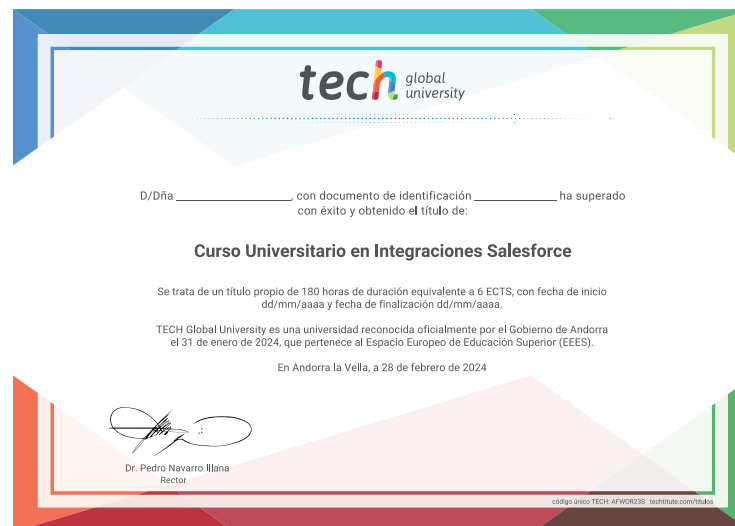 tech global university
D/Dña ____________________, con documento de identificación ______________ ha superado
con éxito y obtenido el título de:
Curso Universitario en Integraciones Salesforce
Se trata de un título propio de 180 horas de duración equivalente a 6 ECTS, con fecha de inicio
dd/mm/aaaa y fecha de finalización dd/mm/aaaa.
TECH Global University es una universidad reconocida oficialmente por el Gobierno de Andorra
el 31 de enero de 2024, que pertenece al Espacio Europeo de Educación Superior (EEES).
En Andorra la Vella, a 28 de febrero de 2024
Dr. Pedro Navarro Illana
Rector
código único TECH: AFWOR23S techtitute.com/titulos